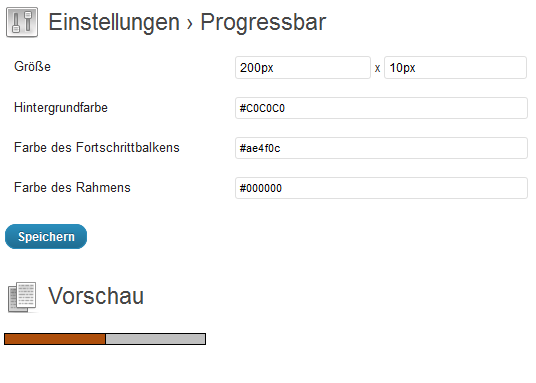 Einstellungen › Progressbar
Größe 200px x 10px
Hintergrundfarbe #C0C0C0
Farbe des Fortschrittbalkens #ae4f0c
Farbe des Rahmens #000000
Speichern
Vorschau